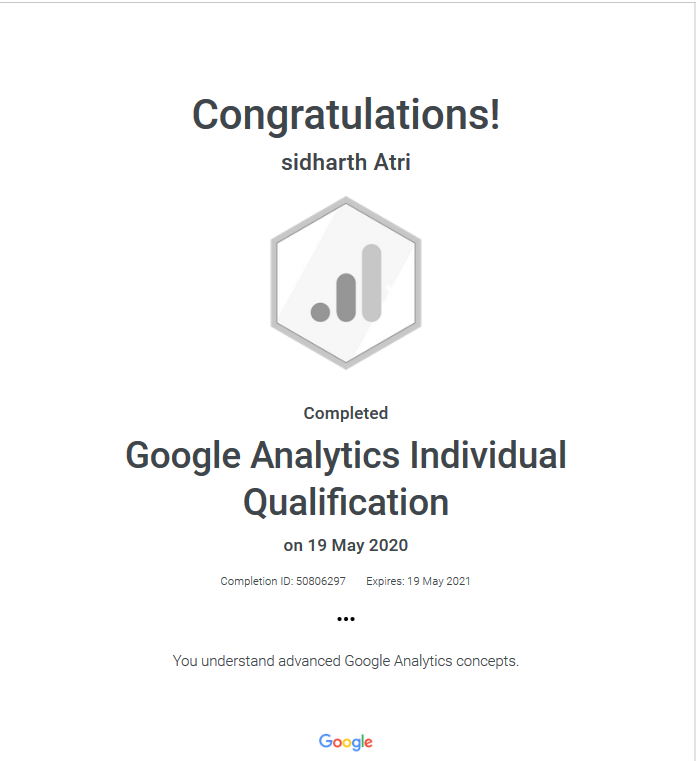 Congratulations!
sidharth Atri
Completed
Google Analytics Individual
Qualification
on 19 May 2020
Completion ID: 50806297 Expires: 19 May 2021
•••
You understand advanced Google Analytics concepts.
Google